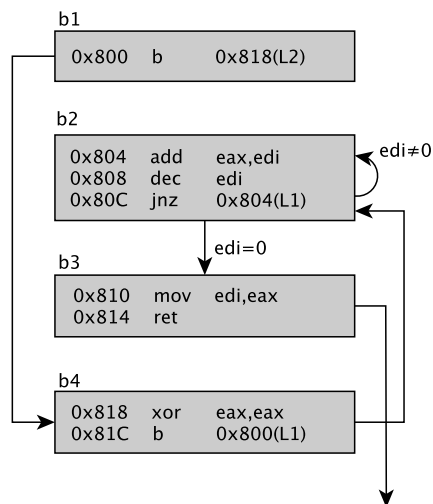 b1
0x800 b 0x818(L2)
b2
0x804 add eax,edi
0x808 dec edi
0x80C jnz 0x804(L1)
edi≠0
edi=0
b3
0x810 mov edi,eax
0x814 ret
b4
0x818 xor eax,eax
0x81C b 0x800(L1)